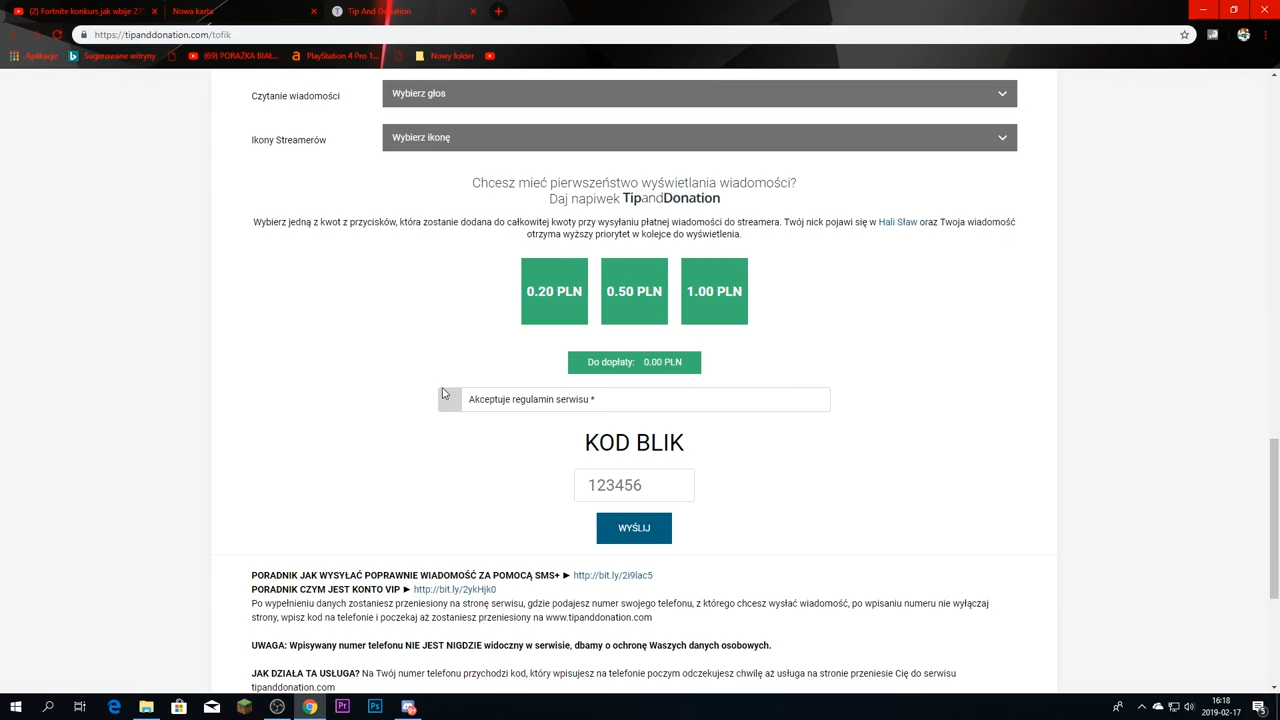 (2) Fortnite konkurs jak wbije 275
Nowa karta
Tip And Donation
https://tipanddonation.com/tofik
Aplikacje
Sugerowane witryny
(69) PORAŻKA BIAŁ...
PlayStation 4 Pro 1...
Nowy folder
Czytanie wiadomości
Wybierz głos
Ikony Streamerów
Wybierz ikonę
Chcesz mieć pierwszeństwo wyświetlania wiadomości?
Daj napiwek TipandDonation
Wybierz jedną z kwot z przycisków, która zostanie dodana do całkowitej kwoty przy wysyłaniu płatnej wiadomości do streamera. Twój nick pojawi się w Hali Sław oraz Twoja wiadomość
otrzyma wyższy priorytet w kolejce do wyświetlenia.
0.20 PLN
0.50 PLN
1.00 PLN
Do dopłaty: 0.00 PLN
Akceptuje regulamin serwisu *
KOD BLIK
123456
WYŚLIJ
PORADNIK JAK WYSYŁAĆ POPRAWNIE WIADOMOŚĆ ZA POMOCĄ SMS+ ► http://bit.ly/2i9lac5
PORADNIK CZYM JEST KONTO VIP ► http://bit.ly/2ykHjk0
Po wypełnieniu danych zostaniesz przeniesiony na stronę serwisu, gdzie podajesz numer swojego telefonu, z którego chcesz wysłać wiadomość, po wpisaniu numeru nie wyłączaj
strony, wpisz kod na telefonie i poczekaj aż zostaniesz przeniesiony na www.tipanddonation.com
UWAGA: Wpisywany numer telefonu NIE JEST NIGDZIE widoczny w serwisie, dbamy o ochronę Waszych danych osobowych.
JAK DZIAŁA TA USŁUGA? Na Twój numer telefonu przychodzi kod, który wpisujesz na telefonie poczym odczekujesz chwilę aż usługa na stronie przeniesie Cię do serwisu
tipanddonation.com
16:18
2019-02-17